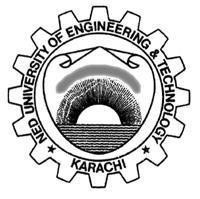 NED UNIVERSITY OF ENGINEERING & TECHNOLOGY
KARACHI